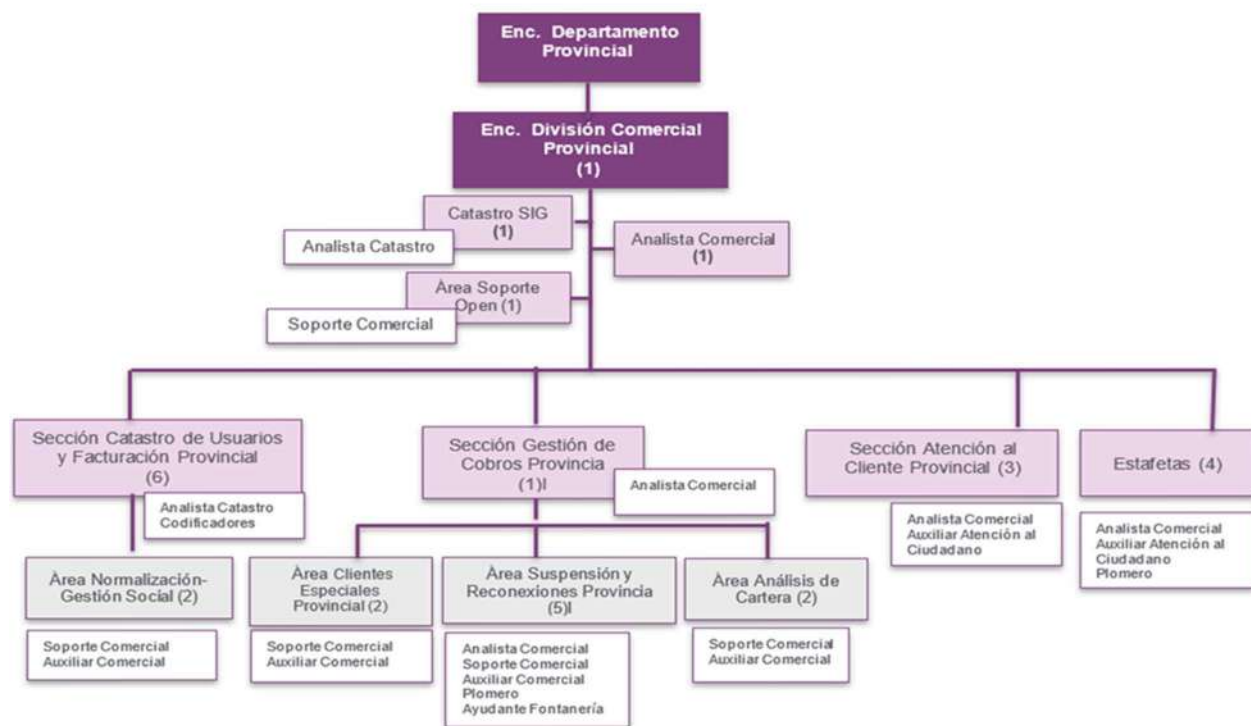 Enc. Departamento
Provincial
Enc. División Comercial
Provincial
(1)
Catastro SIG
(1)
Analista Catastro
Analista Comercial
(1)
Àrea Soporte
Open (1)
Soporte Comercial
Sección Catastro de Usuarios
y Facturación Provincial
(6)
Analista Catastro
Codificadores
Sección Gestión de
Cobros Provincia
(1)l
Analista Comercial
Sección Atención al
Cliente Provincial (3)
Analista Comercial
Auxiliar Atención al
Ciudadano
Estafetas (4)
Analista Comercial
Auxiliar Atención al
Ciudadano
Plomero
Àrea Normalización-
Gestión Social (2)
Soporte Comercial
Auxiliar Comercial
Àrea Clientes
Especiales
Provincial (2)
Soporte Comercial
Auxiliar Comercial
Àrea Suspensión y
Reconexiones Provincia
(5)l
Analista Comercial
Soporte Comercial
Auxiliar Comercial
Plomero
Ayudante Fontanería
Àrea Análisis de
Cartera (2)
Soporte Comercial
Auxiliar Comercial